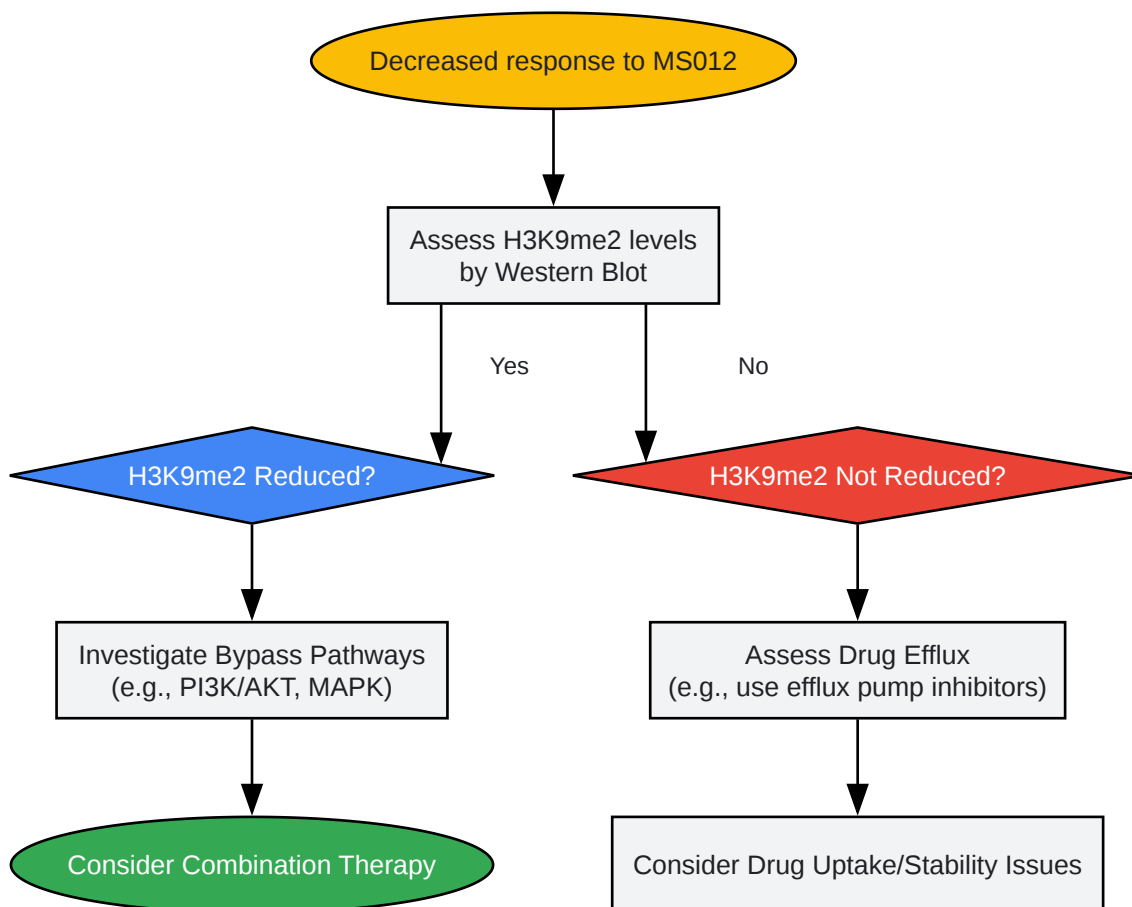 Decreased response to MS012
Assess H3K9me2 levels
by Western Blot
Yes
No
H3K9me2 Reduced?
H3K9me2 Not Reduced?
Investigate Bypass Pathways
(e.g., PI3K/AKT, MAPK)
Assess Drug Efflux
(e.g., use efflux pump inhibitors)
Consider Combination Therapy
Consider Drug Uptake/Stability Issues